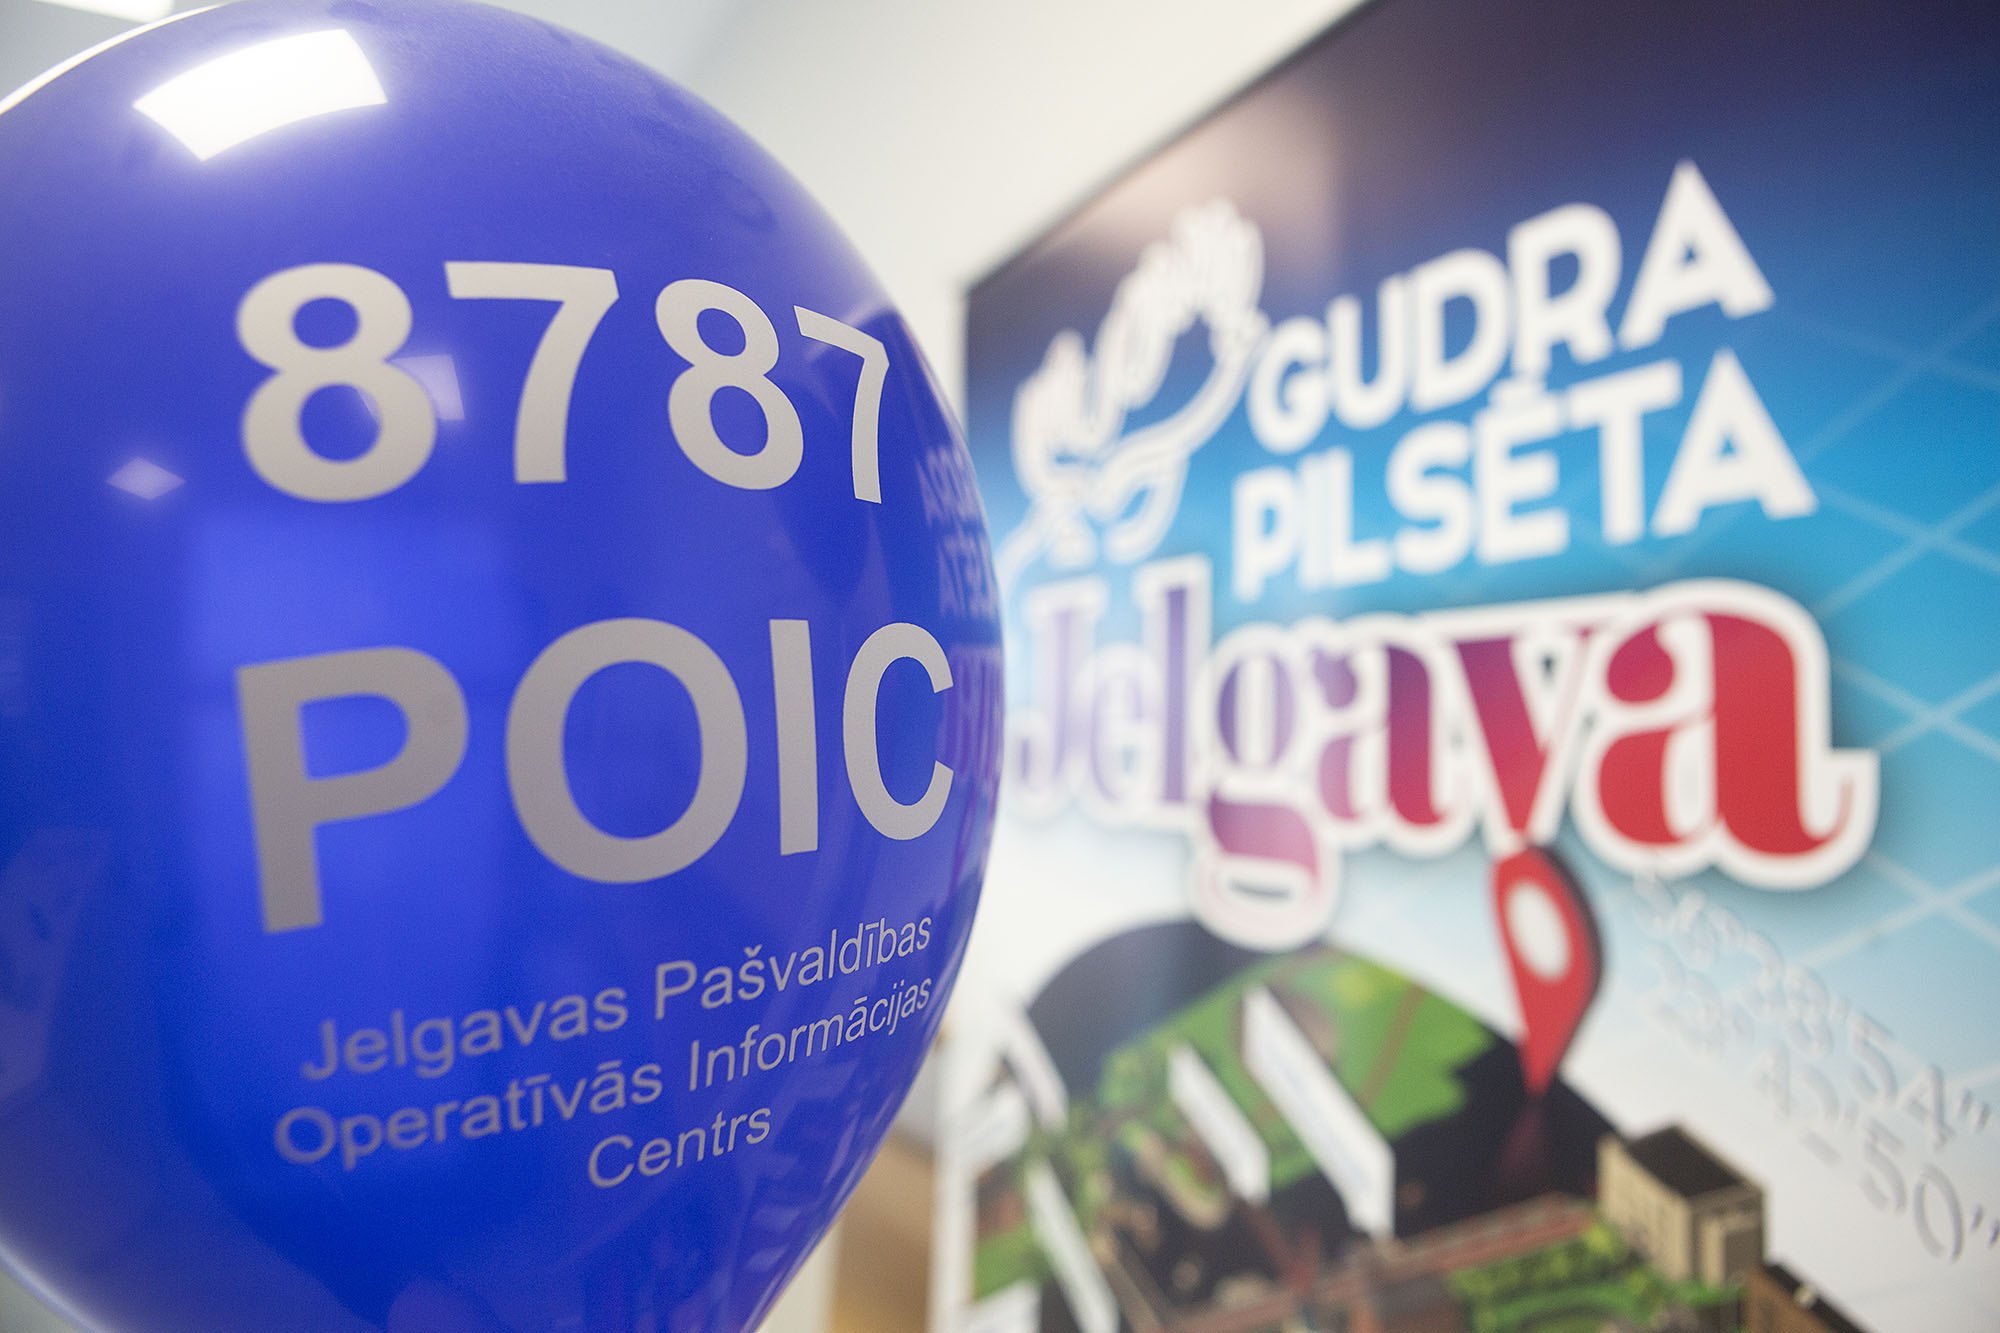 8787
POIC
Jelgavas Pašvaldības
Operatīvās Informācijas
Centrs
GUDRA
PILSĒTA
Jelgava